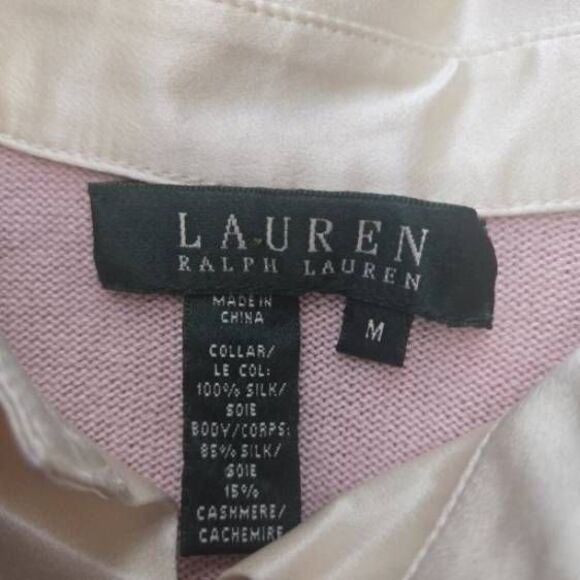 LAUREN
RALPH LAUREN
M
MADE IN
CHINA
COLLAR/
LE COL:
100% SILK/
SOIE
BODY/CORPS:
85% SILK/
SOIE
15%
CASHMERE/
CACHEMIRE